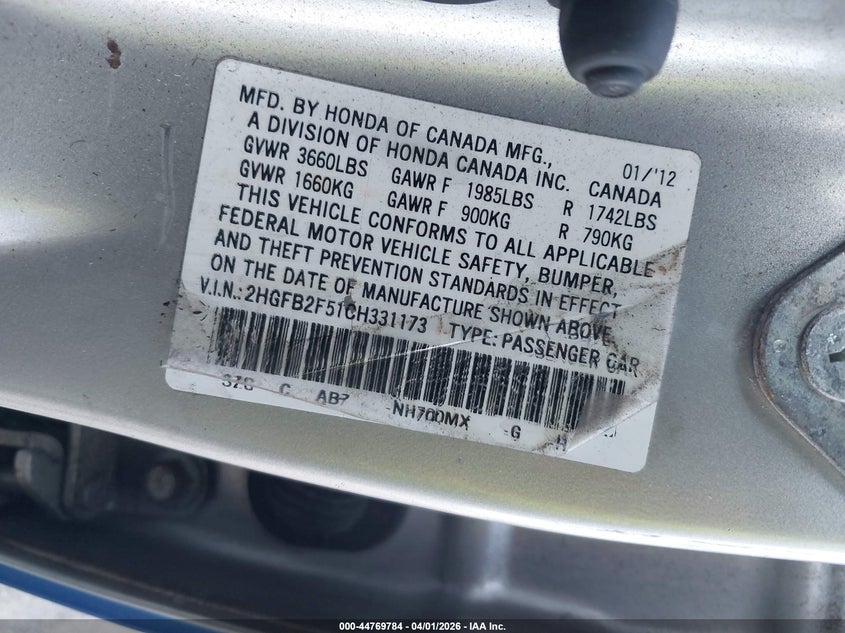 MFD. BY HONDA OF CANADA MFG.,
A DIVISION OF HONDA CANADA INC. CANADA 01/'12
GVWR 3660LBS GAWR F 1985LBS R 1742LBS
GVWR 1660KG GAWR F 900KG R 790KG
THIS VEHICLE CONFORMS TO ALL APPLICABLE
FEDERAL MOTOR VEHICLE SAFETY, BUMPER,
AND THEFT PREVENTION STANDARDS IN EFFECT
ON THE DATE OF MANUFACTURE SHOWN ABOVE.
V.I.N.: 2HGFB2F51CH331173 TYPE: PASSENGER CAR
C NH700MX -G
000-44769784 - 04/01/2026 - IAA Inc.